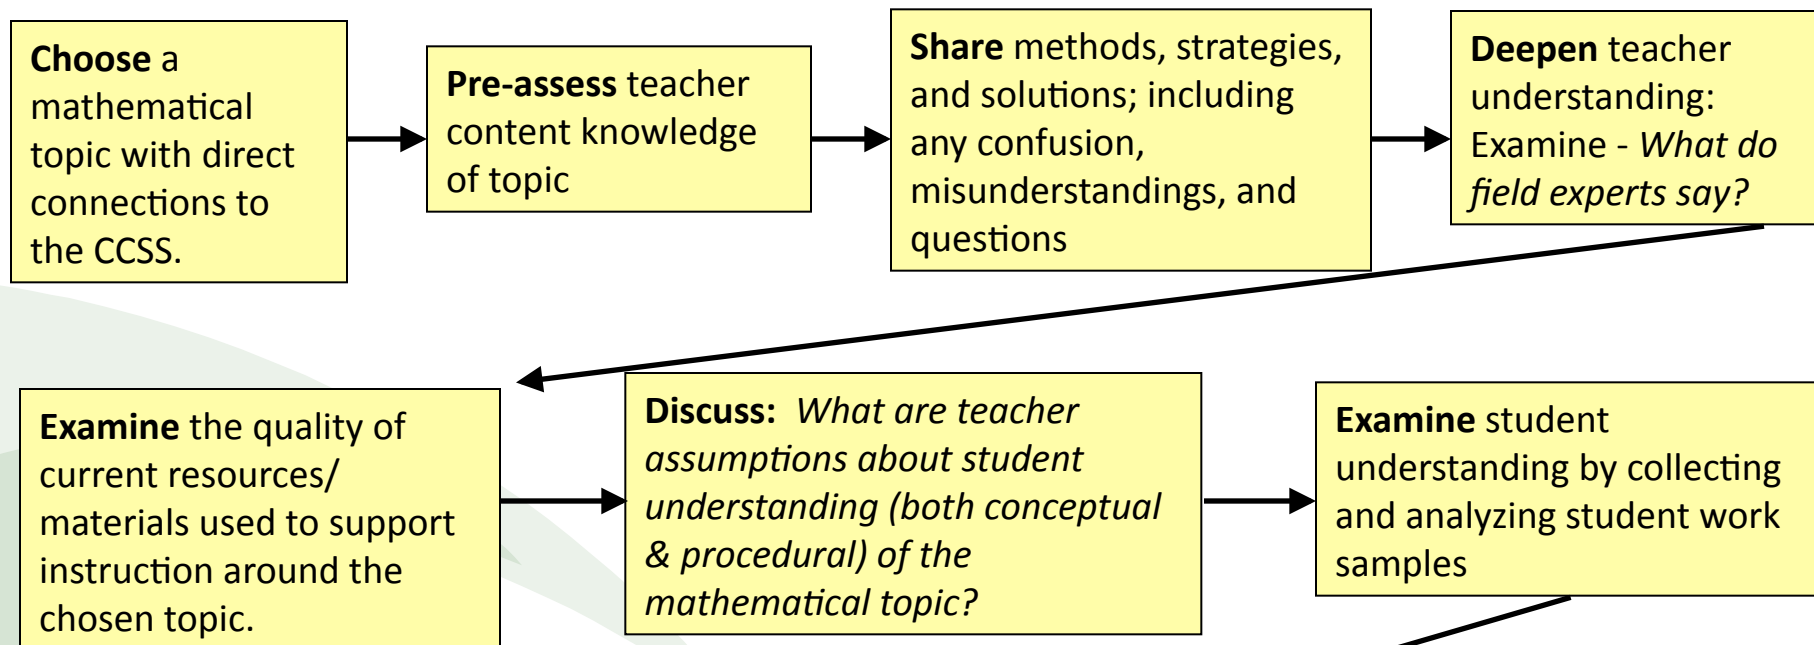 Choose a
mathematical
topic with direct
connections to
the CCSS.
Pre-assess teacher
content knowledge
of topic
Share methods, strategies,
and solutions; including
any confusion,
misunderstandings, and
questions
Deepen teacher
understanding:
Examine - What do
field experts say?
Examine the quality of
current resources/
materials used to support
instruction around the
chosen topic.
Discuss:  What are teacher
assumptions about student
understanding (both conceptual
& procedural) of the
mathematical topic?
Examine student
understanding by collecting
and analyzing student work
samples